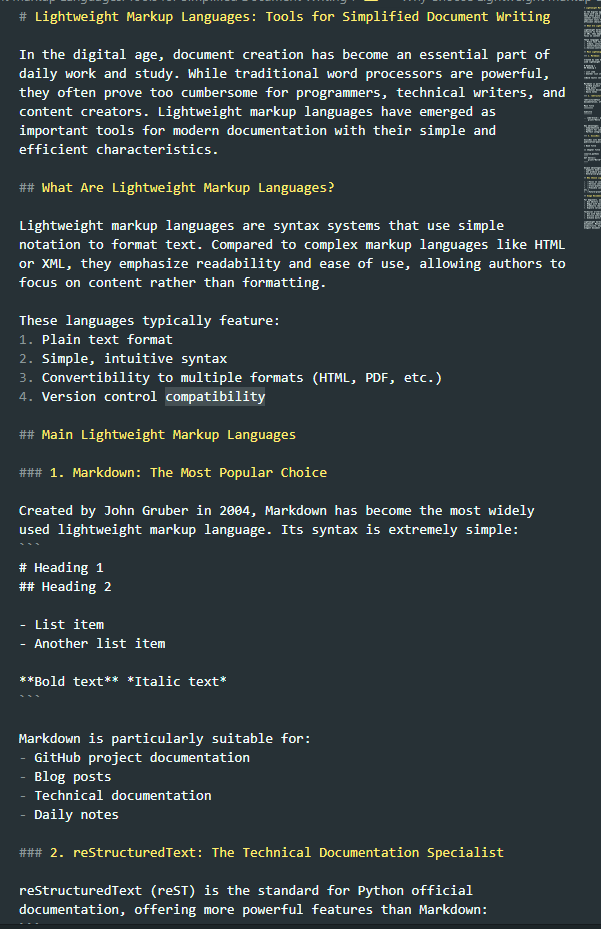 # Lightweight Markup Languages: Tools for Simplified Document Writing

In the digital age, document creation has become an essential part of
daily work and study. While traditional word processors are powerful,
they often prove too cumbersome for programmers, technical writers, and
content creators. Lightweight markup languages have emerged as
important tools for modern documentation with their simple and
efficient characteristics.

## What Are Lightweight Markup Languages?

Lightweight markup languages are syntax systems that use simple
notation to format text. Compared to complex markup languages like HTML
or XML, they emphasize readability and ease of use, allowing authors to
focus on content rather than formatting.

These languages typically feature:
1. Plain text format
2. Simple, intuitive syntax
3. Convertibility to multiple formats (HTML, PDF, etc.)
4. Version control compatibility

## Main Lightweight Markup Languages

### 1. Markdown: The Most Popular Choice

Created by John Gruber in 2004, Markdown has become the most widely
used lightweight markup language. Its syntax is extremely simple:
```
# Heading 1
## Heading 2

- List item
- Another list item

**Bold text** *Italic text*
```

Markdown is particularly suitable for:
- GitHub project documentation
- Blog posts
- Technical documentation
- Daily notes

### 2. reStructuredText: The Technical Documentation Specialist

reStructuredText (reST) is the standard for Python official
documentation, offering more powerful features than Markdown:
```